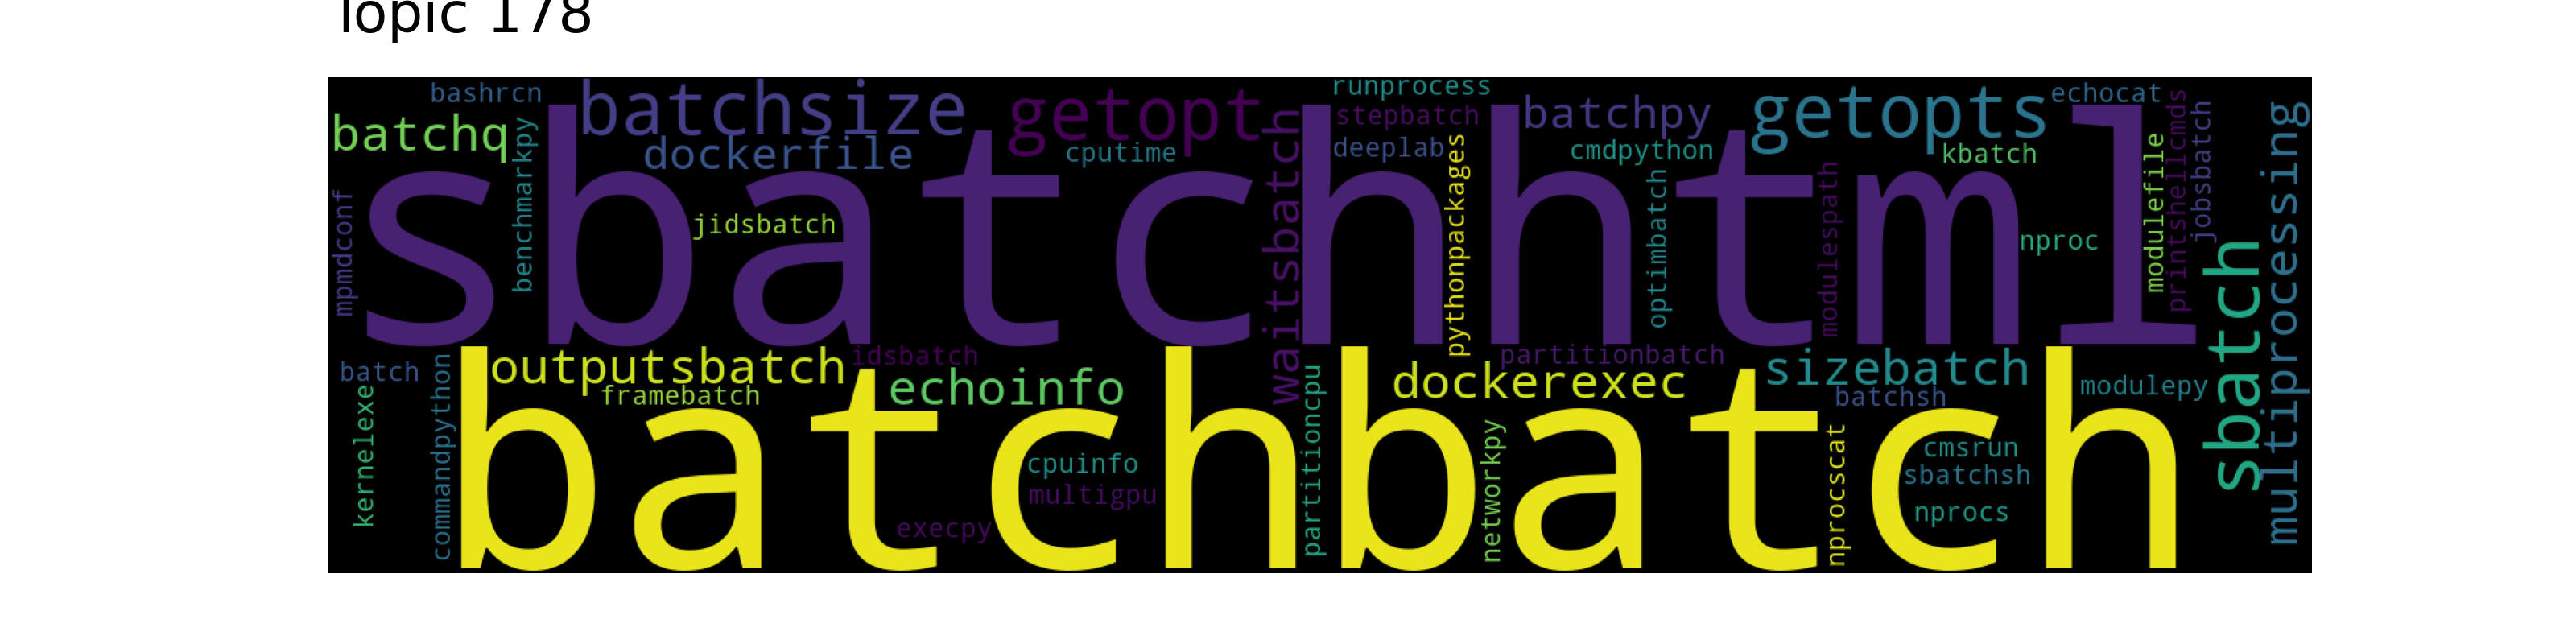 Topic 178
bashrcn
batchsize
getopt
runprocess
stepbatch
batchpy
getopts
echocat
batchq
dockerfile
cputime
deeplab
cmdpython
kbatch
benchmarkpy
waitsbatch
pythonpackages
optimbatch
modulespath
modulefile
printshellcmds
jobsbatch
multiprocessing
mpmdconf
sbatchhtml
jidsbatch
nproc
sbatch
batch
outputsbatch
idsbatch
framebatch
echoinfo
dockerexec
partitionbatch
sizebatch
batchsh
modulepy
kernelexe
commandpython
batchbatch
cpuinfo
multigpu
execpy
partitioncpu
networkpy
nprocscat
cmsrun
sbatchsh
nprocs